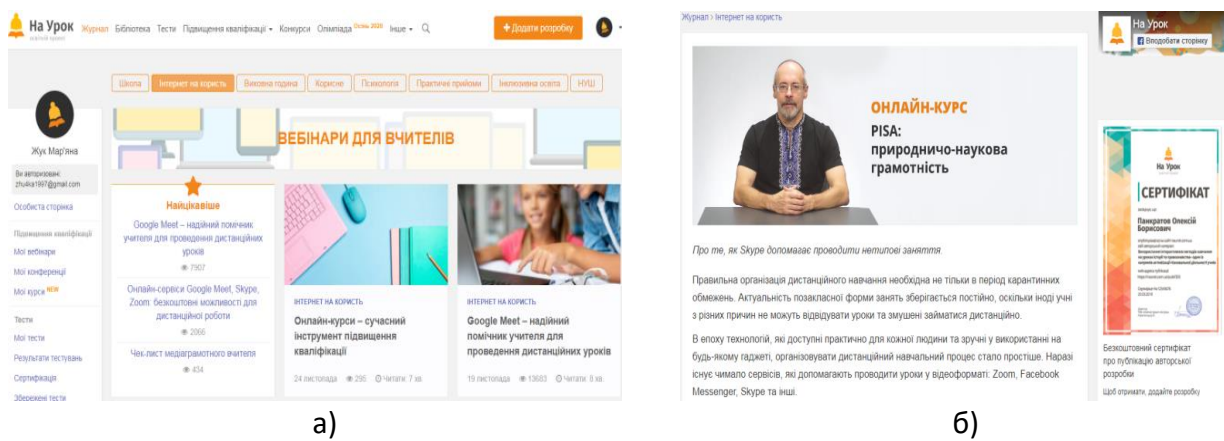 На Урок
освітній проект
Журнал Бібліотека Тести Підвищення кваліфікації Конкурси Олімпіада Осінь 2020 Інше
+ Додати розробку
Школа Інтернет на користь Виховна година Корисне Психологія Практичні прийоми Інклюзивна освіта НУШ
ВЕБІНАРИ ДЛЯ ВЧИТЕЛІВ
Жук Мар'яна
Ви авторизовані:
zhu4ka1997@gmail.com
Особиста сторінка
Підвищення кваліфікації
Мої вебінари
Мої конференції
Мої курси NEW
Тести
Мої тести
Результати тестувань
Сертифікація
Збережені тести
Найцікавіше
Google Meet – надійний помічник
учителя для проведення дистанційних
уроків
7907
Онлайн-сервіси Google Meet, Skype,
Zoom: безкоштовні можливості для
дистанційної роботи
2666
Чек-лист медіаграмотного вчителя
434
ІНТЕРНЕТ НА КОРИСТЬ
Онлайн-курси – сучасний
інструмент підвищення
кваліфікації
24 листопада 295 Читати: 7 хв.
ІНТЕРНЕТ НА КОРИСТЬ
Google Meet – надійний
помічник учителя для
проведення дистанційних уроків
19 листопада 13683 Читати: 8 хв.
а)
Журнал › Інтернет на користь
ОНЛАЙН-КУРС
PISA:
природничо-наукова
грамотність
Про те, як Skype допомагає проводити нетипові заняття
Правильна організація дистанційного навчання необхідна не тільки в період карантинних
обмежень. Актуальність позакласної форми занять зберігається постійно, оскільки іноді учні
з різних причин не можуть відвідувати уроки та змушені займатися дистанційно.
В епоху технологій, які доступні практично для кожної людини та зручні у використанні на
будь-якому гаджеті, організовувати дистанційний навчальний процес стало простіше. Наразі
існує чимало сервісів, які допомагають проводити уроки у відеоформаті: Zoom, Facebook
Messenger, Skype та інші.
На Урок
Вподобати сторінку
На Урок
СЕРТИФІКАТ
Панкратов Олексій
Борисович
Безкоштовний сертифікат
про публікацію авторської
розробки
Щоб отримати, додайте розробку
б)